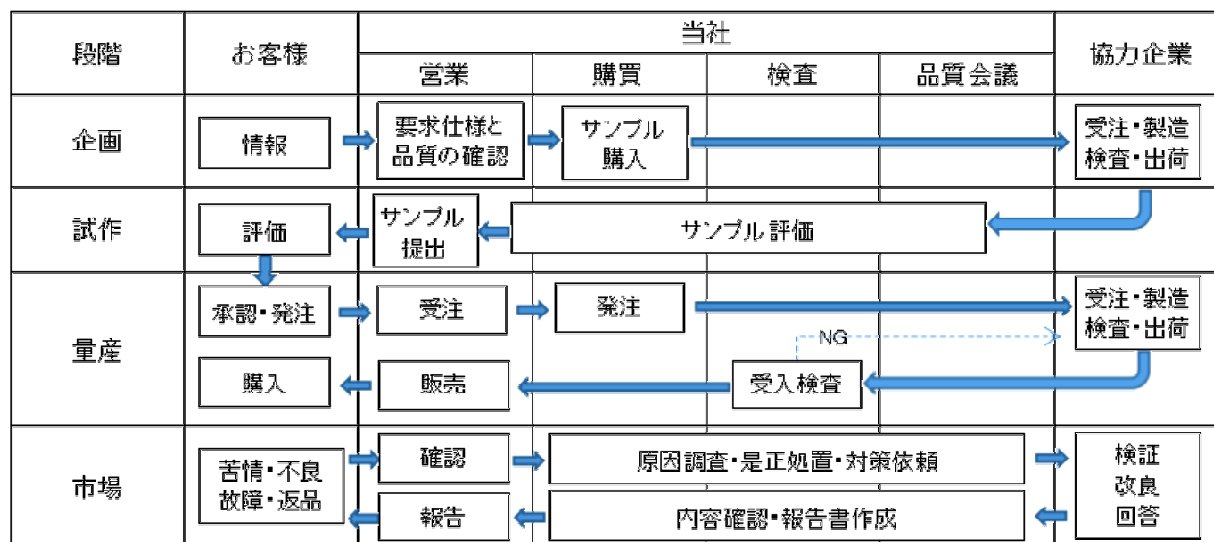 段階
お客様
当社
協力企業
営業
購買
検査
品質会議
企画
情報
要求仕様と
品質の確認
サンプル
購入
受注・製造
検査・出荷
試作
評価
サンプル
提出
サンプル評価
量産
承認・発注
受注
発注
受注・製造
検査・出荷
NG
購入
販売
受入検査
市場
苦情・不良
故障・返品
確認
原因調査・是正処置・対策依頼
検証
改良
回答
報告
内容確認・報告書作成